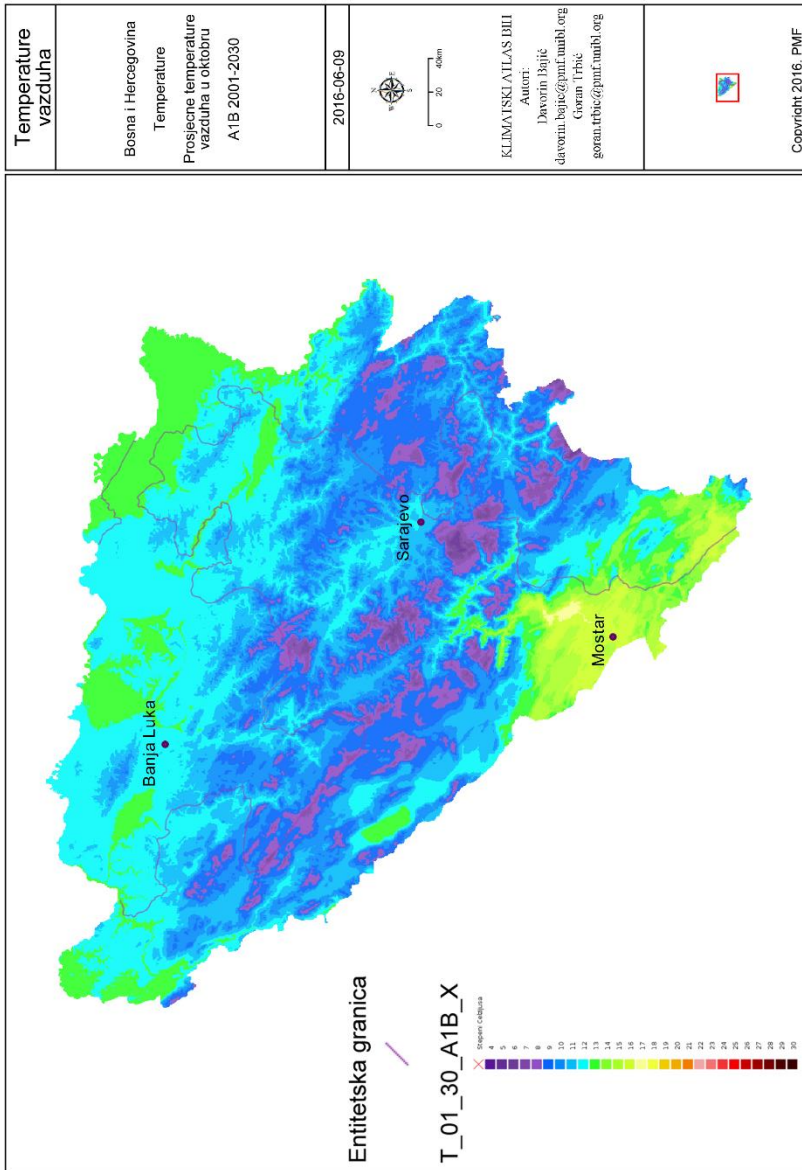 Temperature
vazduha
Bosna i Hercegovina
Temperature
Prosjecne temperature
vazduha u oktobru
A1B 2001-2030
2016-06-09
N
E
S
0
20
40km
KLIMATSKI ATLAS BIH
Autori:
Davorin Bajić
davorin.bajic@pmf.unibl.org
Goran Trbić
goran.trbic@pmf.unibl.org
Copyright 2016, PMF
Banja Luka
Sarajevo
Mostar
Entitetska granica
T_01_30_A1B_X
Stepeni Celzijusa
4
5
6
7
8
9
10
11
12
13
14
15
16
17
18
19
20
21
22
23
24
25
26
27
28
29
30